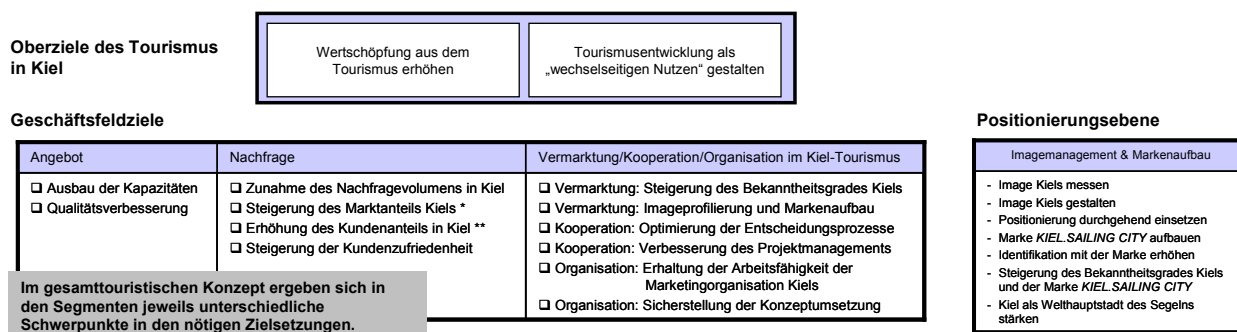 Oberziele des Tourismus
in Kiel
Wertschöpfung aus dem
Tourismus erhöhen
Tourismusentwicklung als
„wechselseitigen Nutzen“ gestalten
Geschäftsfeldziele
Angebot
❑ Ausbau der Kapazitäten
❑ Qualitätsverbesserung
Nachfrage
❑ Zunahme des Nachfragevolumens in Kiel
❑ Steigerung des Marktanteils Kiels *
❑ Erhöhung des Kundenanteils in Kiel **
❑ Steigerung der Kundenzufriedenheit
Vermarktung/Kooperation/Organisation im Kiel-Tourismus
❑ Vermarktung: Steigerung des Bekanntheitsgrades Kiels
❑ Vermarktung: Imageprofilierung und Markenaufbau
❑ Kooperation: Optimierung der Entscheidungsprozesse
❑ Kooperation: Verbesserung des Projektmanagements
❑ Organisation: Erhaltung der Arbeitsfähigkeit der
Marketingorganisation Kiels
❑ Organisation: Sicherstellung der Konzeptumsetzung
Im gesamttouristischen Konzept ergeben sich in
den Segmenten jeweils unterschiedliche
Schwerpunkte in den nötigen Zielsetzungen.
Positionierungsebene
Imagemanagement & Markenaufbau
- Image Kiels messen
- Image Kiels gestalten
- Positionierung durchgehend einsetzen
- Marke KIEL.SAILING CITY aufbauen
- Identifikation mit der Marke erhöhen
- Steigerung des Bekanntheitsgrades Kiels
und der Marke KIEL.SAILING CITY
- Kiel als Welthauptstadt des Segelns
stärken